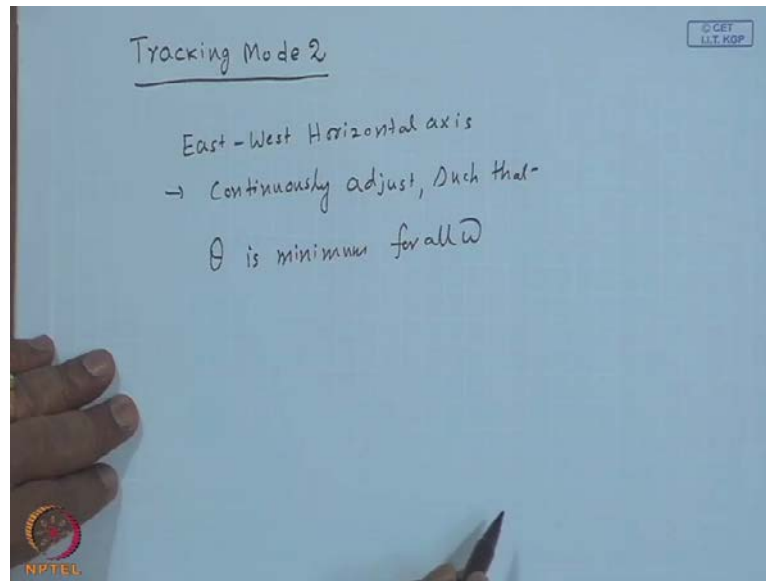 Tracking Mode 2
© CET
I.I.T. KGP
East-West Horizontal axis
→ Continuously adjust, such that-
θ is minimum for all ω
NPTEL